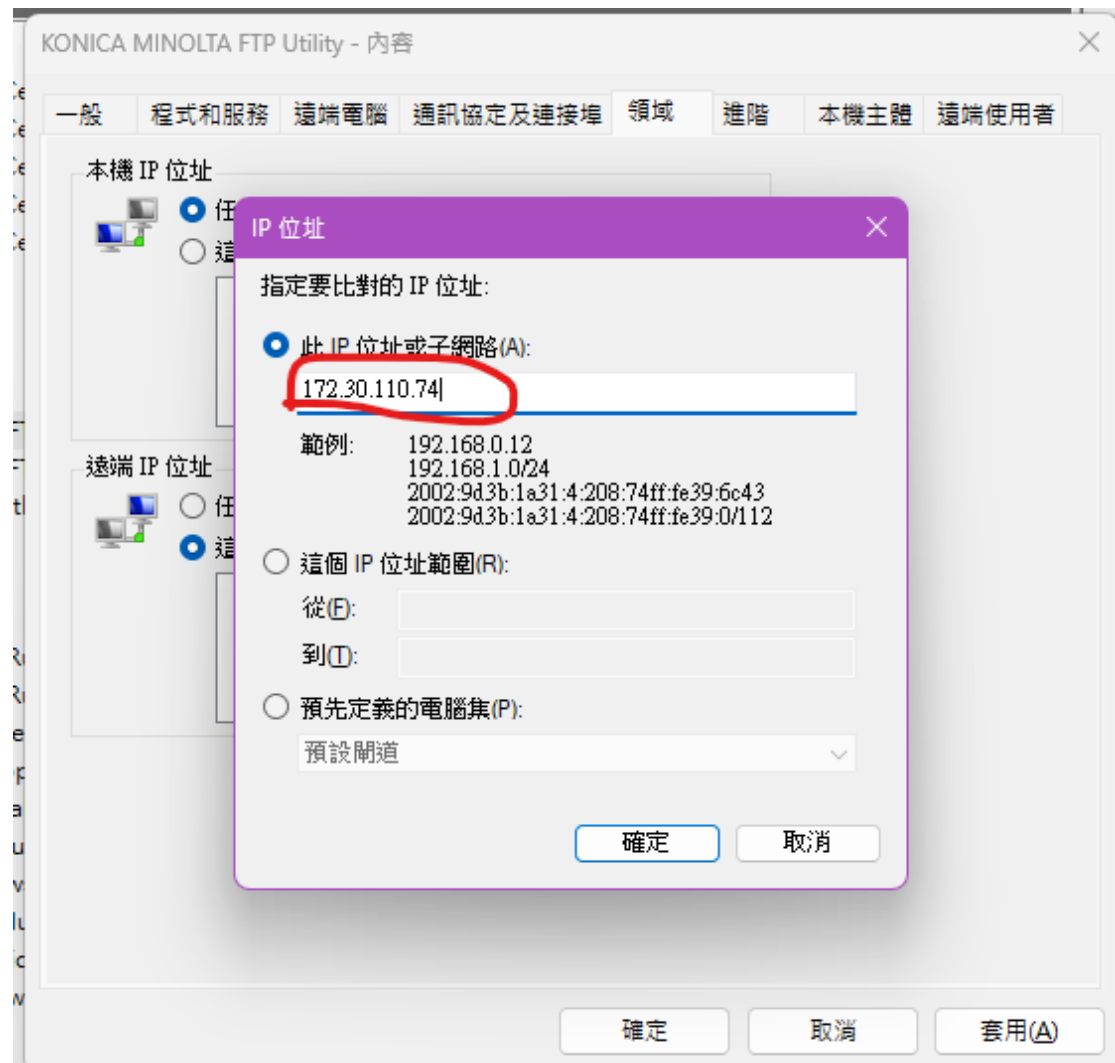 KONICA MINOLTA FTP Utility - 內容
一般 程式和服務 遠端電腦 通訊協定及連接埠 領域 進階 本機主體 遠端使用者
本機 IP 位址
任
這
IP 位址
指定要比對的 IP 位址:
此 IP 位址或子網路(A):
172.30.110.74
範例: 192.168.0.12
192.168.1.0/24
2002:9d3b:1a31:4:208:74ff:fe39:6c43
2002:9d3b:1a31:4:208:74ff:fe39:0/112
遠端 IP 位址
任
這
這個 IP 位址範圍(R):
從(F):
到(T):
預先定義的電腦集(P):
預設閘道
確定 取消
確定 取消 套用(A)